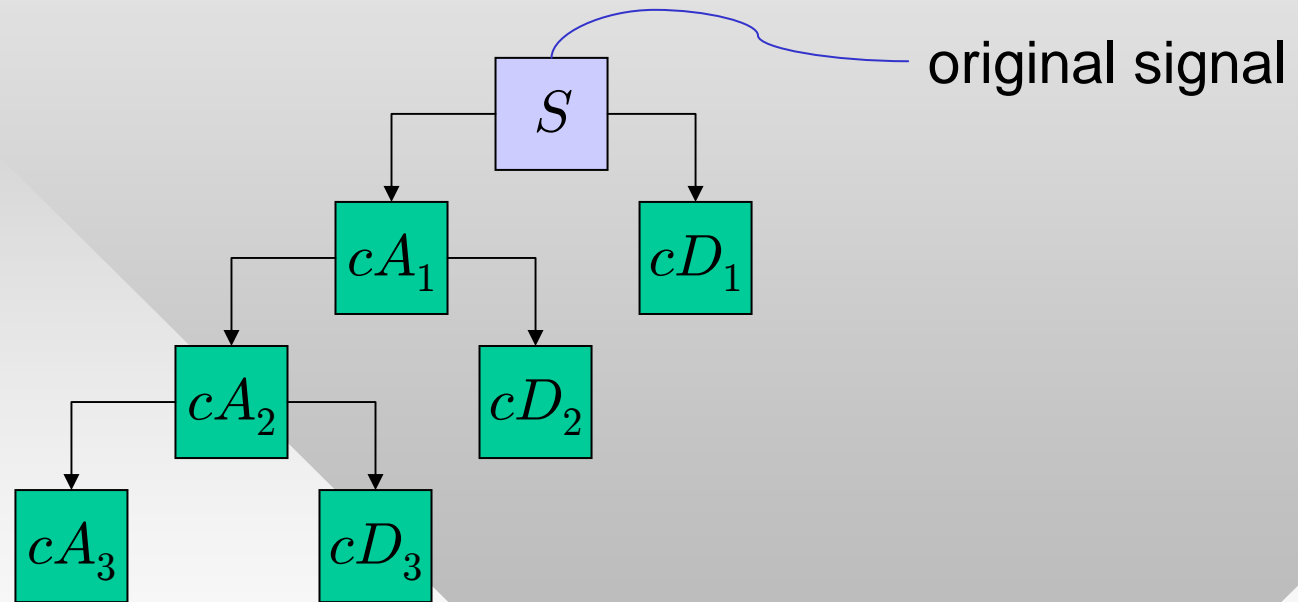 original signal
S
cA₁
cD₁
cA₂
cD₂
cA₃
cD₃